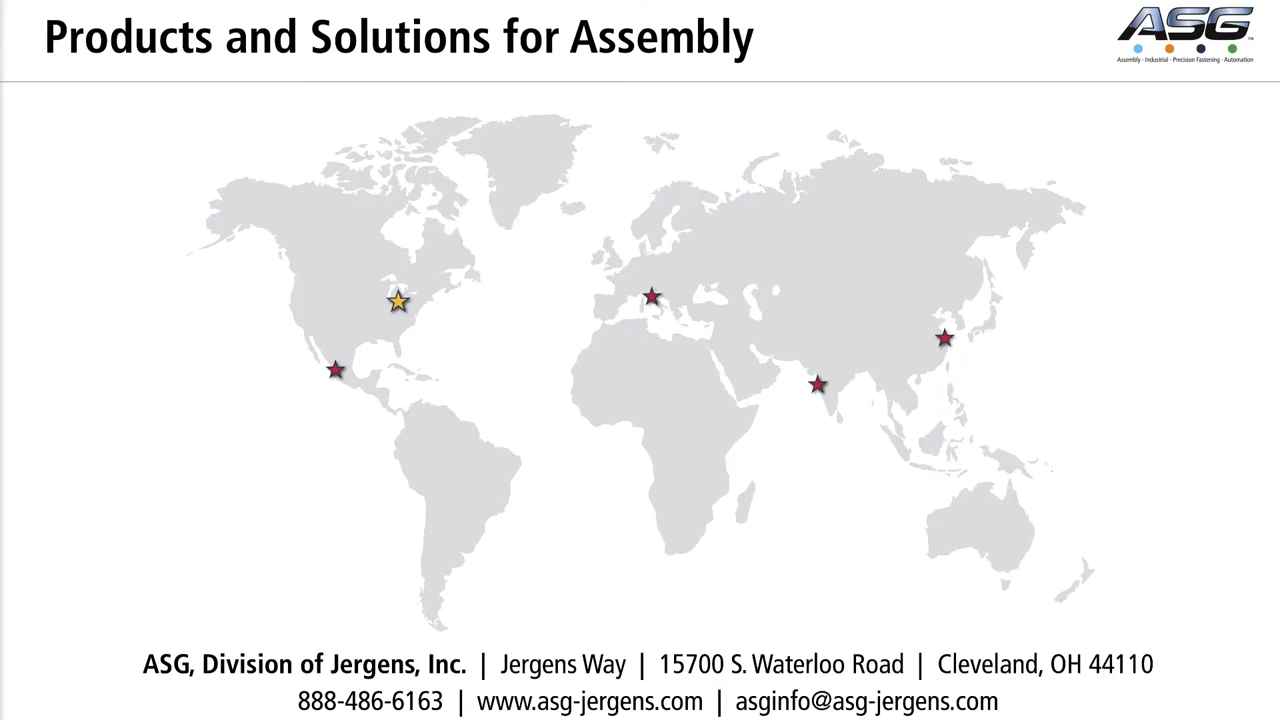 Products and Solutions for Assembly
ASG™
Assembly · Industrial · Precision Fastening · Automation
ASG, Division of Jergens, Inc. | Jergens Way | 15700 S. Waterloo Road | Cleveland, OH 44110
888-486-6163 | www.asg-jergens.com | asginfo@asg-jergens.com